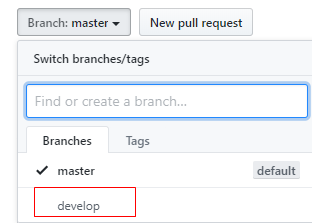 Branch: master New pull request
Switch branches/tags
Find or create a branch...
Branches Tags
master default
develop